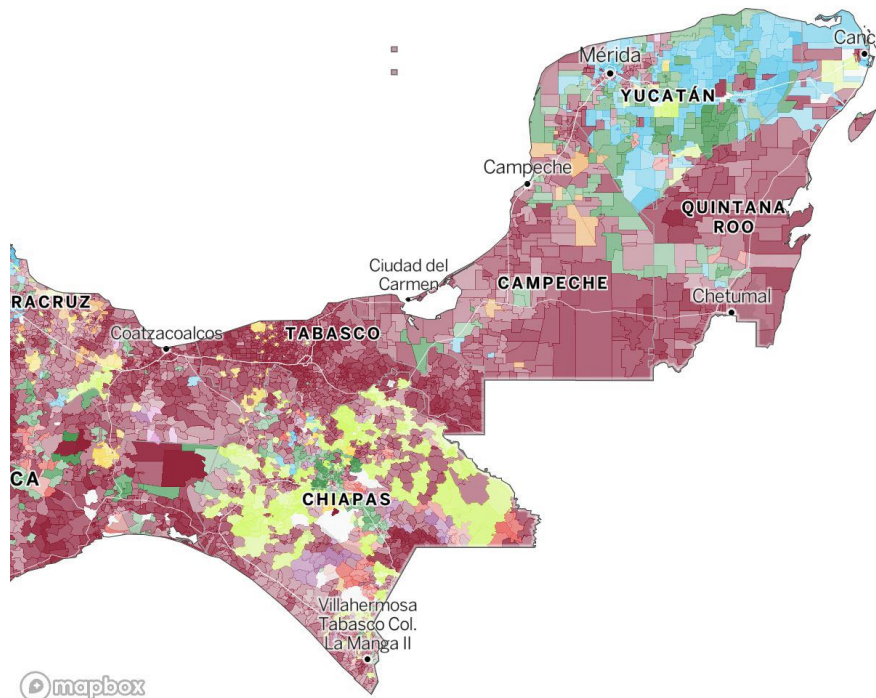 Canc
Mérida
YUCATÁN
Campeche
QUINTANA
ROO
Ciudad del
Carmen
CAMPECHE
RACRUZ
Chetumal
Coatzacoalcos
TABASCO
CA
CHIAPAS
Villahermosa
Tabasco Col.
La Manga II
mapbox